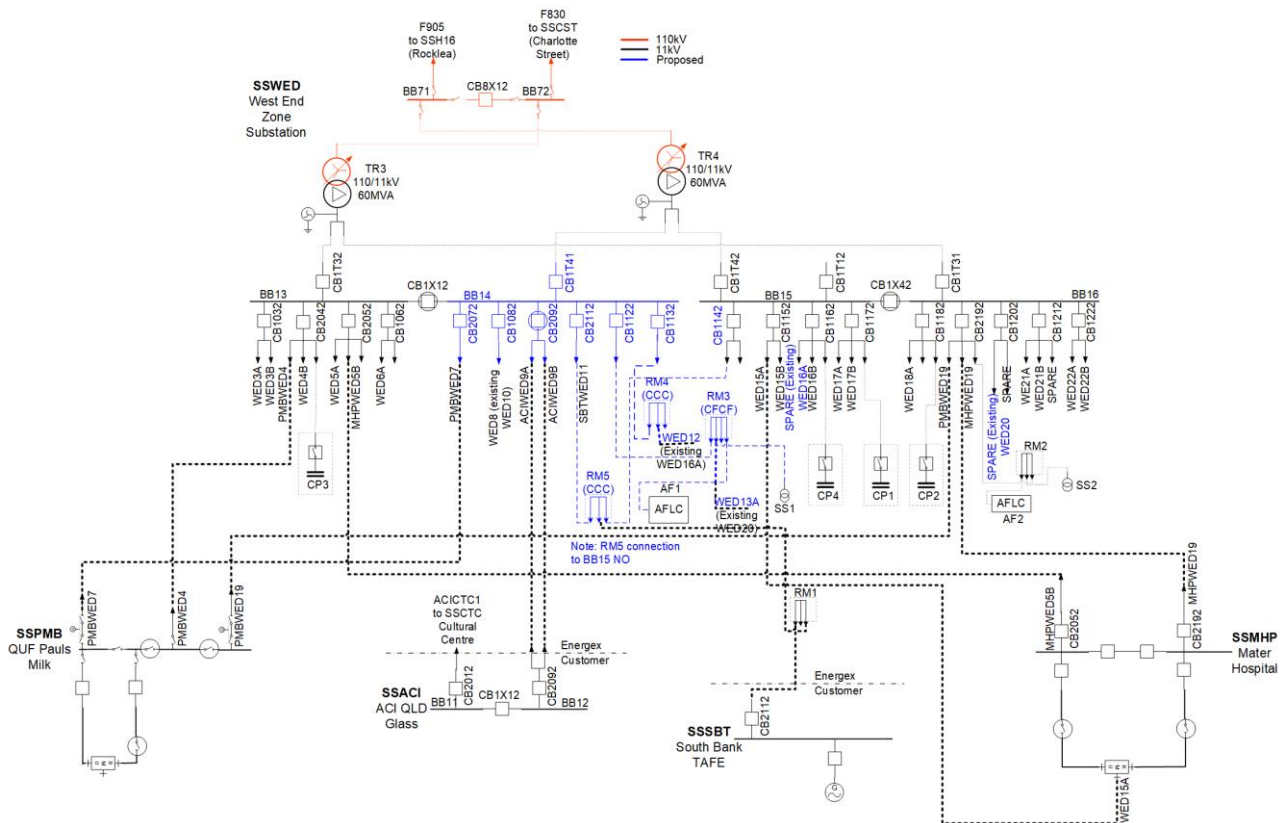 F905
to SSH16
(Rocklea)
F830
to SSCST
(Charlotte
Street)
110kV
11kV
Proposed
SSWED
West End
Zone
Substation
BB71
CB8X12
BB72
TR3
110/11kV
60MVA
TR4
110/11kV
60MVA
CB1T32
CB1T41
CB1T42
CB1T12
CB1T31
BB13
CB1X12
BB14
BB15
CB1X42
BB16
CB1032
CB2042
CB2052
CB1062
CB2072
CB1082
CB2092
CB2112
CB1122
CB1132
CB1142
CB1152
CB1162
CB1172
CB1182
CB2192
CB1202
CB1212
CB1222
WED3A
WED3B
PMBWED4
WED4B
WED5A
MHPWED5B
WED6A
PMBWED7
WED8 (existing
WED10)
ACIWED9A
ACIWED9B
SBTWED11
WED15A
WED15B
SPARE (Existing)
WED16A
WED16B
WED17A
WED17B
WED18A
PMBWED19
MHPWED19
SPARE (Existing)
WED20
SPARE
WE21A
WED21B
SPARE
WED22A
WED22B
RM4
(CCC)
RM3
(CFCF)
WED12
(Existing
WED16A)
RM5
(CCC)
AF1
AFLC
WED13A
(Existing
WED20)
SS1
CP3
CP4
CP1
CP2
RM2
AFLC
AF2
SS2
Note: RM5 connection
to BB15 NO
PMBWED7
PMBWED4
PMBWED19
SSPMB
QUF Pauls
Milk
ACICTC1
to SSCTC
Cultural
Centre
Energex
Customer
SSACI
ACI QLD
Glass
CB2012
CB1X12
CB2092
BB11
BB12
RM1
Energex
Customer
CB2112
SSSBT
South Bank
TAFE
MHPWED5B
CB2052
MHPWED19
CB2192
SSMHP
Mater
Hospital
WED15A